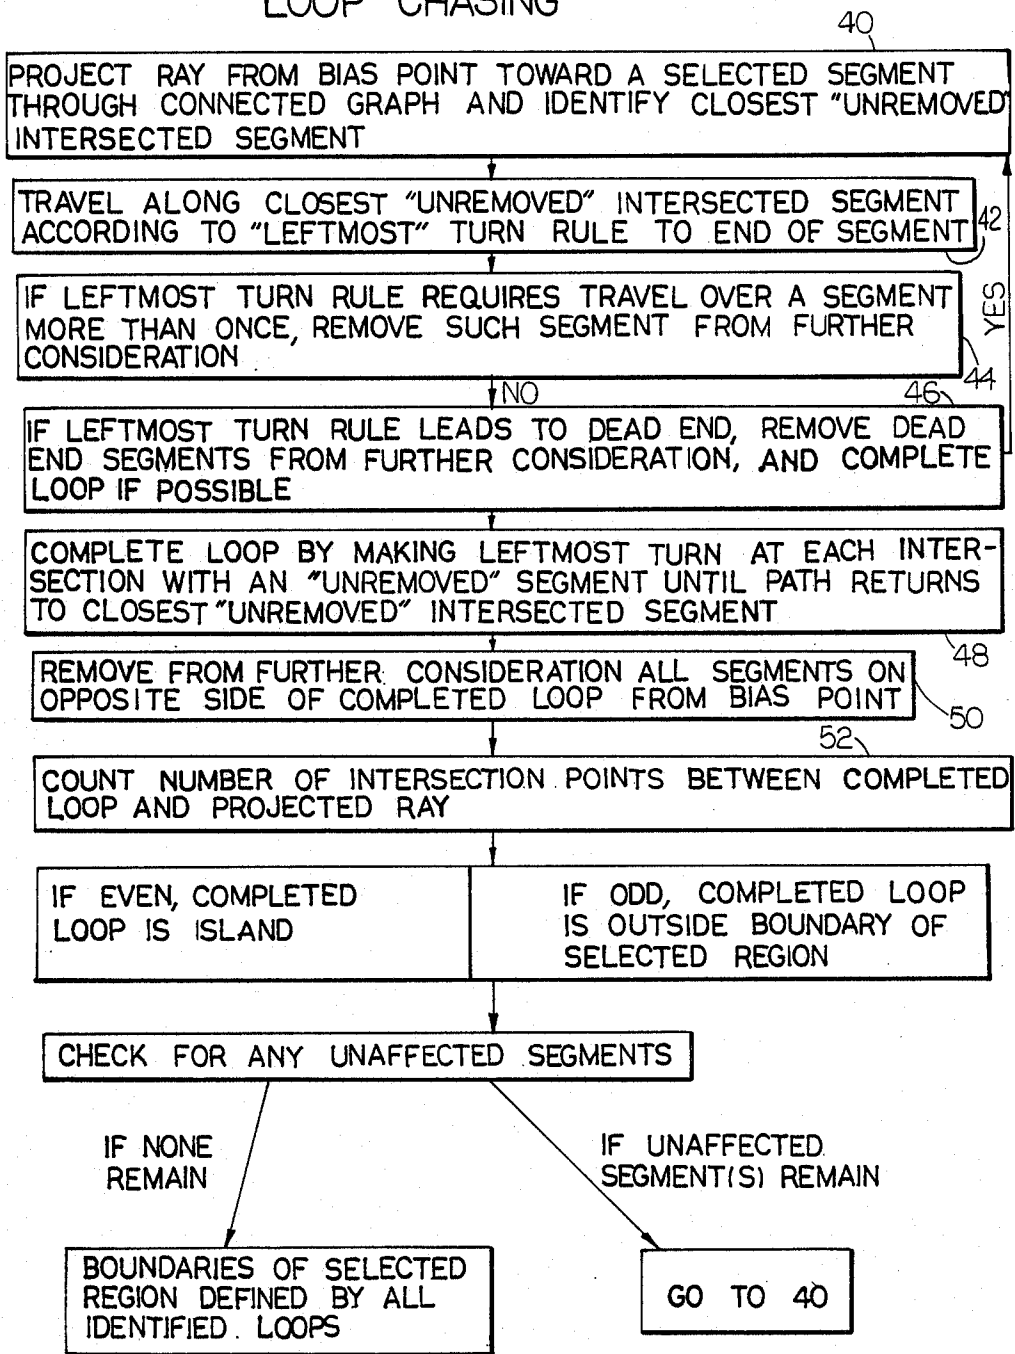 LOOP CHASING
40
PROJECT RAY FROM BIAS POINT TOWARD A SELECTED SEGMENT
THROUGH CONNECTED GRAPH AND IDENTIFY CLOSEST "UNREMOVED"
INTERSECTED SEGMENT
TRAVEL ALONG CLOSEST "UNREMOVED" INTERSECTED SEGMENT
ACCORDING TO "LEFTMOST" TURN RULE TO END OF SEGMENT
42
YES
IF LEFTMOST TURN RULE REQUIRES TRAVEL OVER A SEGMENT
MORE THAN ONCE, REMOVE SUCH SEGMENT FROM FURTHER
CONSIDERATION
44
NO
46
IF LEFTMOST TURN RULE LEADS TO DEAD END, REMOVE DEAD
END SEGMENTS FROM FURTHER CONSIDERATION, AND COMPLETE
LOOP IF POSSIBLE
COMPLETE LOOP BY MAKING LEFTMOST TURN AT EACH INTER-
SECTION WITH AN "UNREMOVED" SEGMENT UNTIL PATH RETURNS
TO CLOSEST "UNREMOVED" INTERSECTED SEGMENT
48
REMOVE FROM FURTHER CONSIDERATION ALL SEGMENTS ON
OPPOSITE SIDE OF COMPLETED LOOP FROM BIAS POINT
50
52
COUNT NUMBER OF INTERSECTION POINTS BETWEEN COMPLETED
LOOP AND PROJECTED RAY
IF EVEN, COMPLETED
LOOP IS ISLAND
IF ODD, COMPLETED LOOP
IS OUTSIDE BOUNDARY OF
SELECTED REGION
CHECK FOR ANY UNAFFECTED SEGMENTS
IF NONE
REMAIN
IF UNAFFECTED
SEGMENT(S) REMAIN
BOUNDARIES OF SELECTED
REGION DEFINED BY ALL
IDENTIFIED LOOPS
GO TO 40